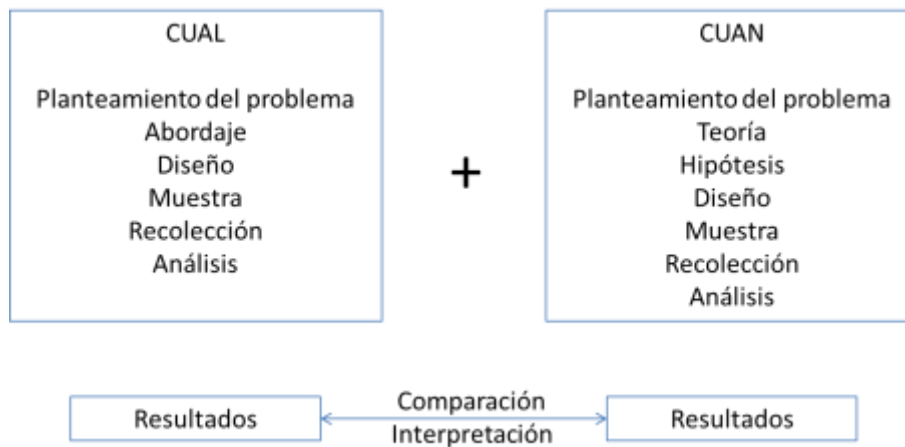 CUAL
Planteamiento del problema
Abordaje
Diseño
Muestra
Recolección
Análisis
+
CUAN
Planteamiento del problema
Teoría
Hipótesis
Diseño
Muestra
Recolección
Análisis
Resultados
Comparación
Interpretación
Resultados